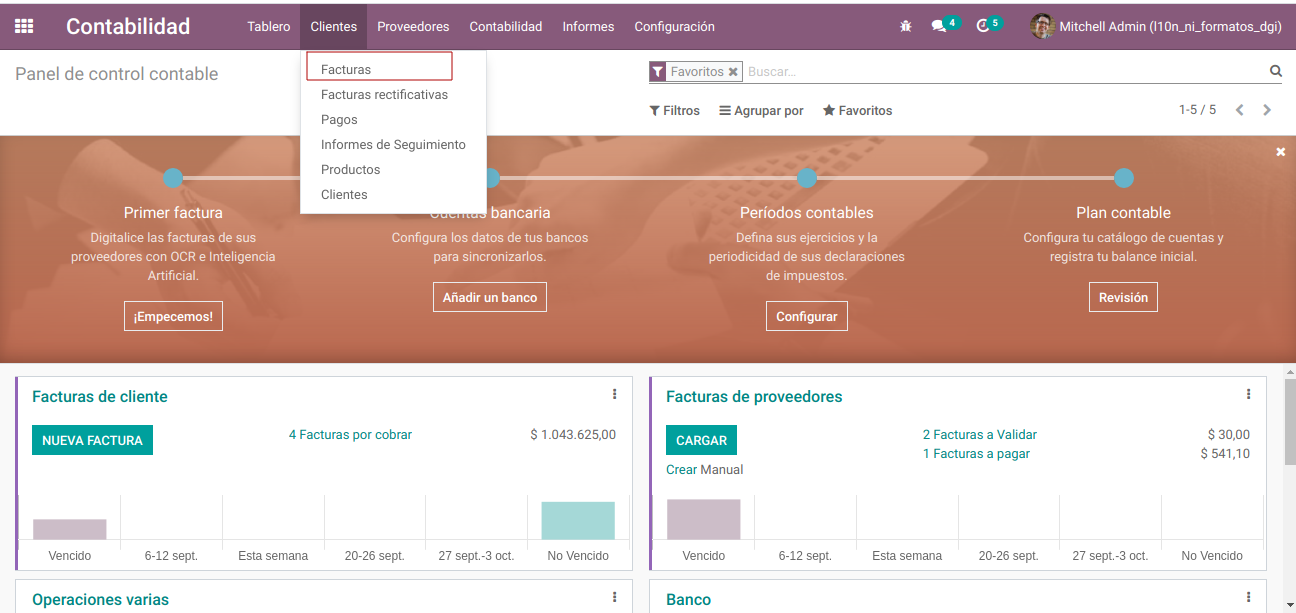 Contabilidad Tablero Clientes Proveedores Contabilidad Informes Configuración 4 5 Mitchell Admin (l10n_ni_formatos_dgi)
Panel de control contable
Favoritos Buscar...
Filtros Agrupar por Favoritos 1-5 / 5
Facturas
Facturas rectificativas
Pagos
Informes de Seguimiento
Productos
Clientes
Primer factura
Digitalice las facturas de sus
proveedores con OCR e Inteligencia
Artificial.
¡Empecemos!
Cuentas bancaria
Configura los datos de tus bancos
para sincronizarlos.
Añadir un banco
Períodos contables
Defina sus ejercicios y la
periodicidad de sus declaraciones
de impuestos.
Configurar
Plan contable
Configura tu catálogo de cuentas y
registra tu balance inicial.
Revisión
Facturas de cliente
NUEVA FACTURA
4 Facturas por cobrar $ 1.043.625,00
Vencido 6-12 sept. Esta semana 20-26 sept. 27 sept.-3 oct. No Vencido
Facturas de proveedores
CARGAR
Crear Manual
2 Facturas a Validar $ 30,00
1 Facturas a pagar $ 541,10
Vencido 6-12 sept. Esta semana 20-26 sept. 27 sept.-3 oct. No Vencido
Operaciones varias
Banco